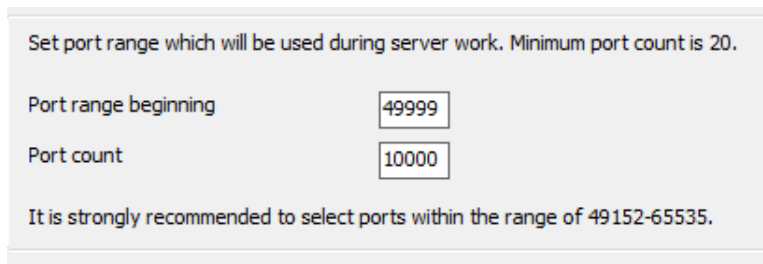 Set port range which will be used during server work. Minimum port count is 20.
Port range beginning 49999
Port count 10000
It is strongly recommended to select ports within the range of 49152-65535.